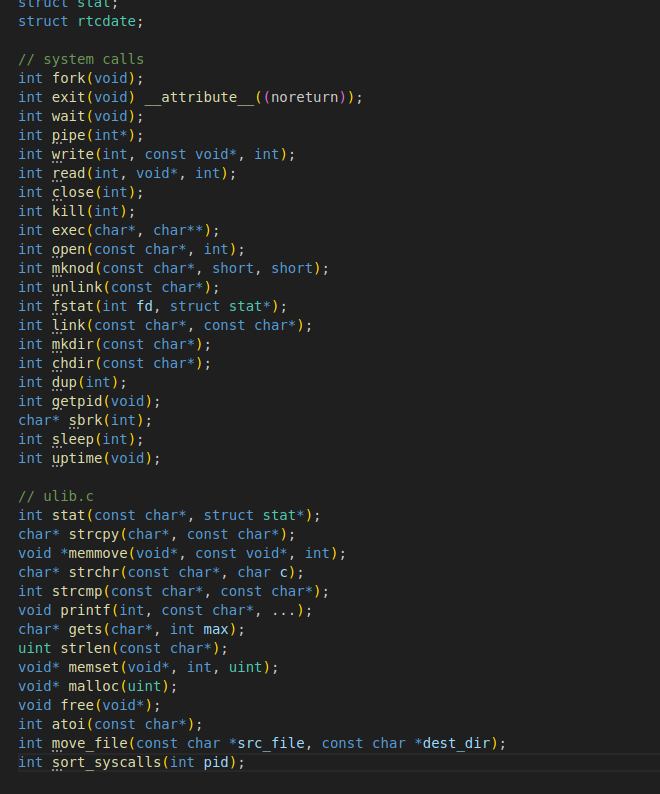 struct stat;
struct rtcdate;

// system calls
int fork(void);
int exit(void) __attribute__((noreturn));
int wait(void);
int pipe(int*);
int write(int, const void*, int);
int read(int, void*, int);
int close(int);
int kill(int);
int exec(char*, char**);
int open(const char*, int);
int mknod(const char*, short, short);
int unlink(const char*);
int fstat(int fd, struct stat*);
int link(const char*, const char*);
int mkdir(const char*);
int chdir(const char*);
int dup(int);
int getpid(void);
char* sbrk(int);
int sleep(int);
int uptime(void);

// ulib.c
int stat(const char*, struct stat*);
char* strcpy(char*, const char*);
void *memmove(void*, const void*, int);
char* strchr(const char*, char c);
int strcmp(const char*, const char*);
void printf(int, const char*, ...);
char* gets(char*, int max);
uint strlen(const char*);
void* memset(void*, int, uint);
void* malloc(uint);
void free(void*);
int atoi(const char*);
int move_file(const char *src_file, const char *dest_dir);
int sort_syscalls(int pid);